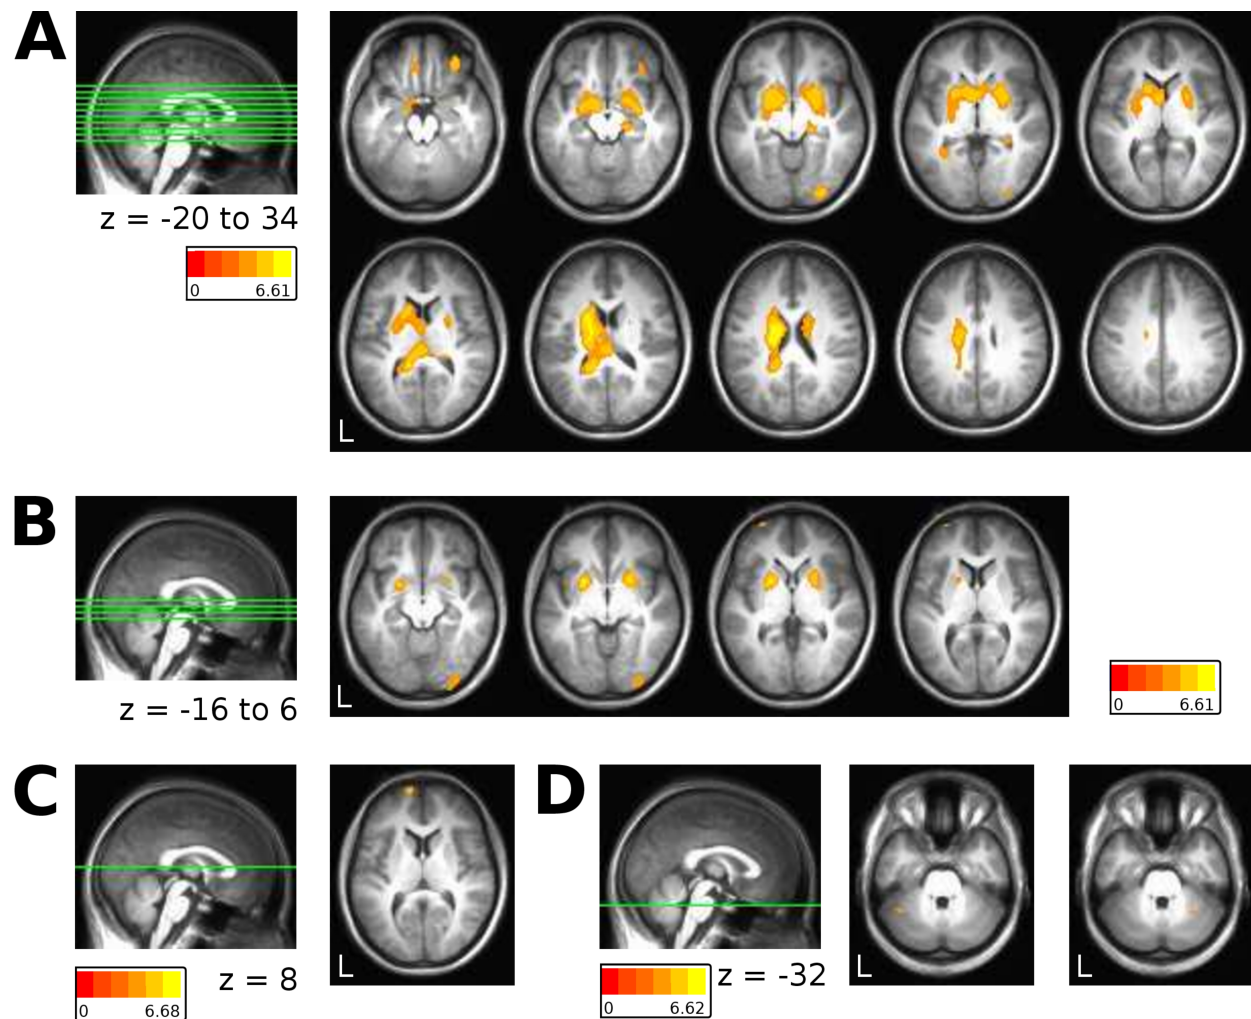 A
z = -20 to 34
0 6.61
L
B
z = -16 to 6
L
0 6.61
C
z = 8
0 6.68
L
D
z = -32
0 6.62
L
L